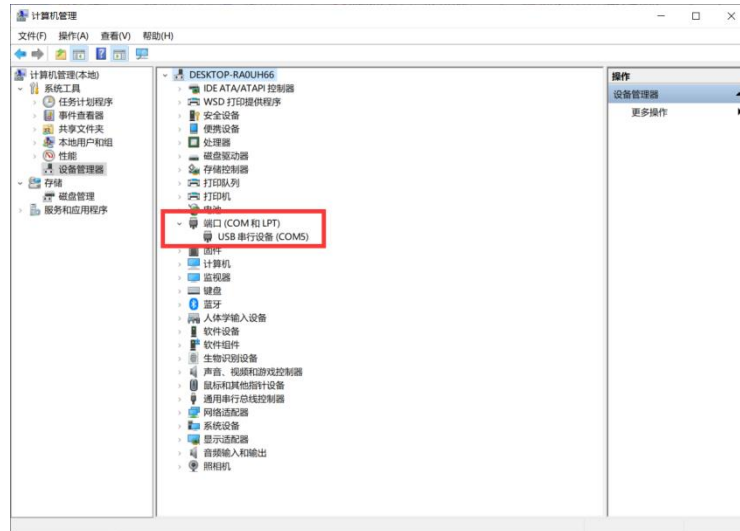 计算机管理
文件(F) 操作(A) 查看(V) 帮助(H)
计算机管理(本地)
系统工具
任务计划程序
事件查看器
共享文件夹
本地用户和组
性能
设备管理器
存储
磁盘管理
服务和应用程序
DESKTOP-RA0UH66
IDE ATA/ATAPI 控制器
WSD 打印提供程序
安全设备
便携设备
处理器
磁盘驱动器
存储控制器
打印队列
打印机
电池
端口 (COM 和 LPT)
USB 串行设备 (COM5)
固件
计算机
监视器
键盘
蓝牙
人体学输入设备
软件设备
软件组件
生物识别设备
声音、视频和游戏控制器
鼠标和其他指针设备
通用串行总线控制器
网络适配器
系统设备
显示适配器
音频输入和输出
照相机
操作
设备管理器
更多操作